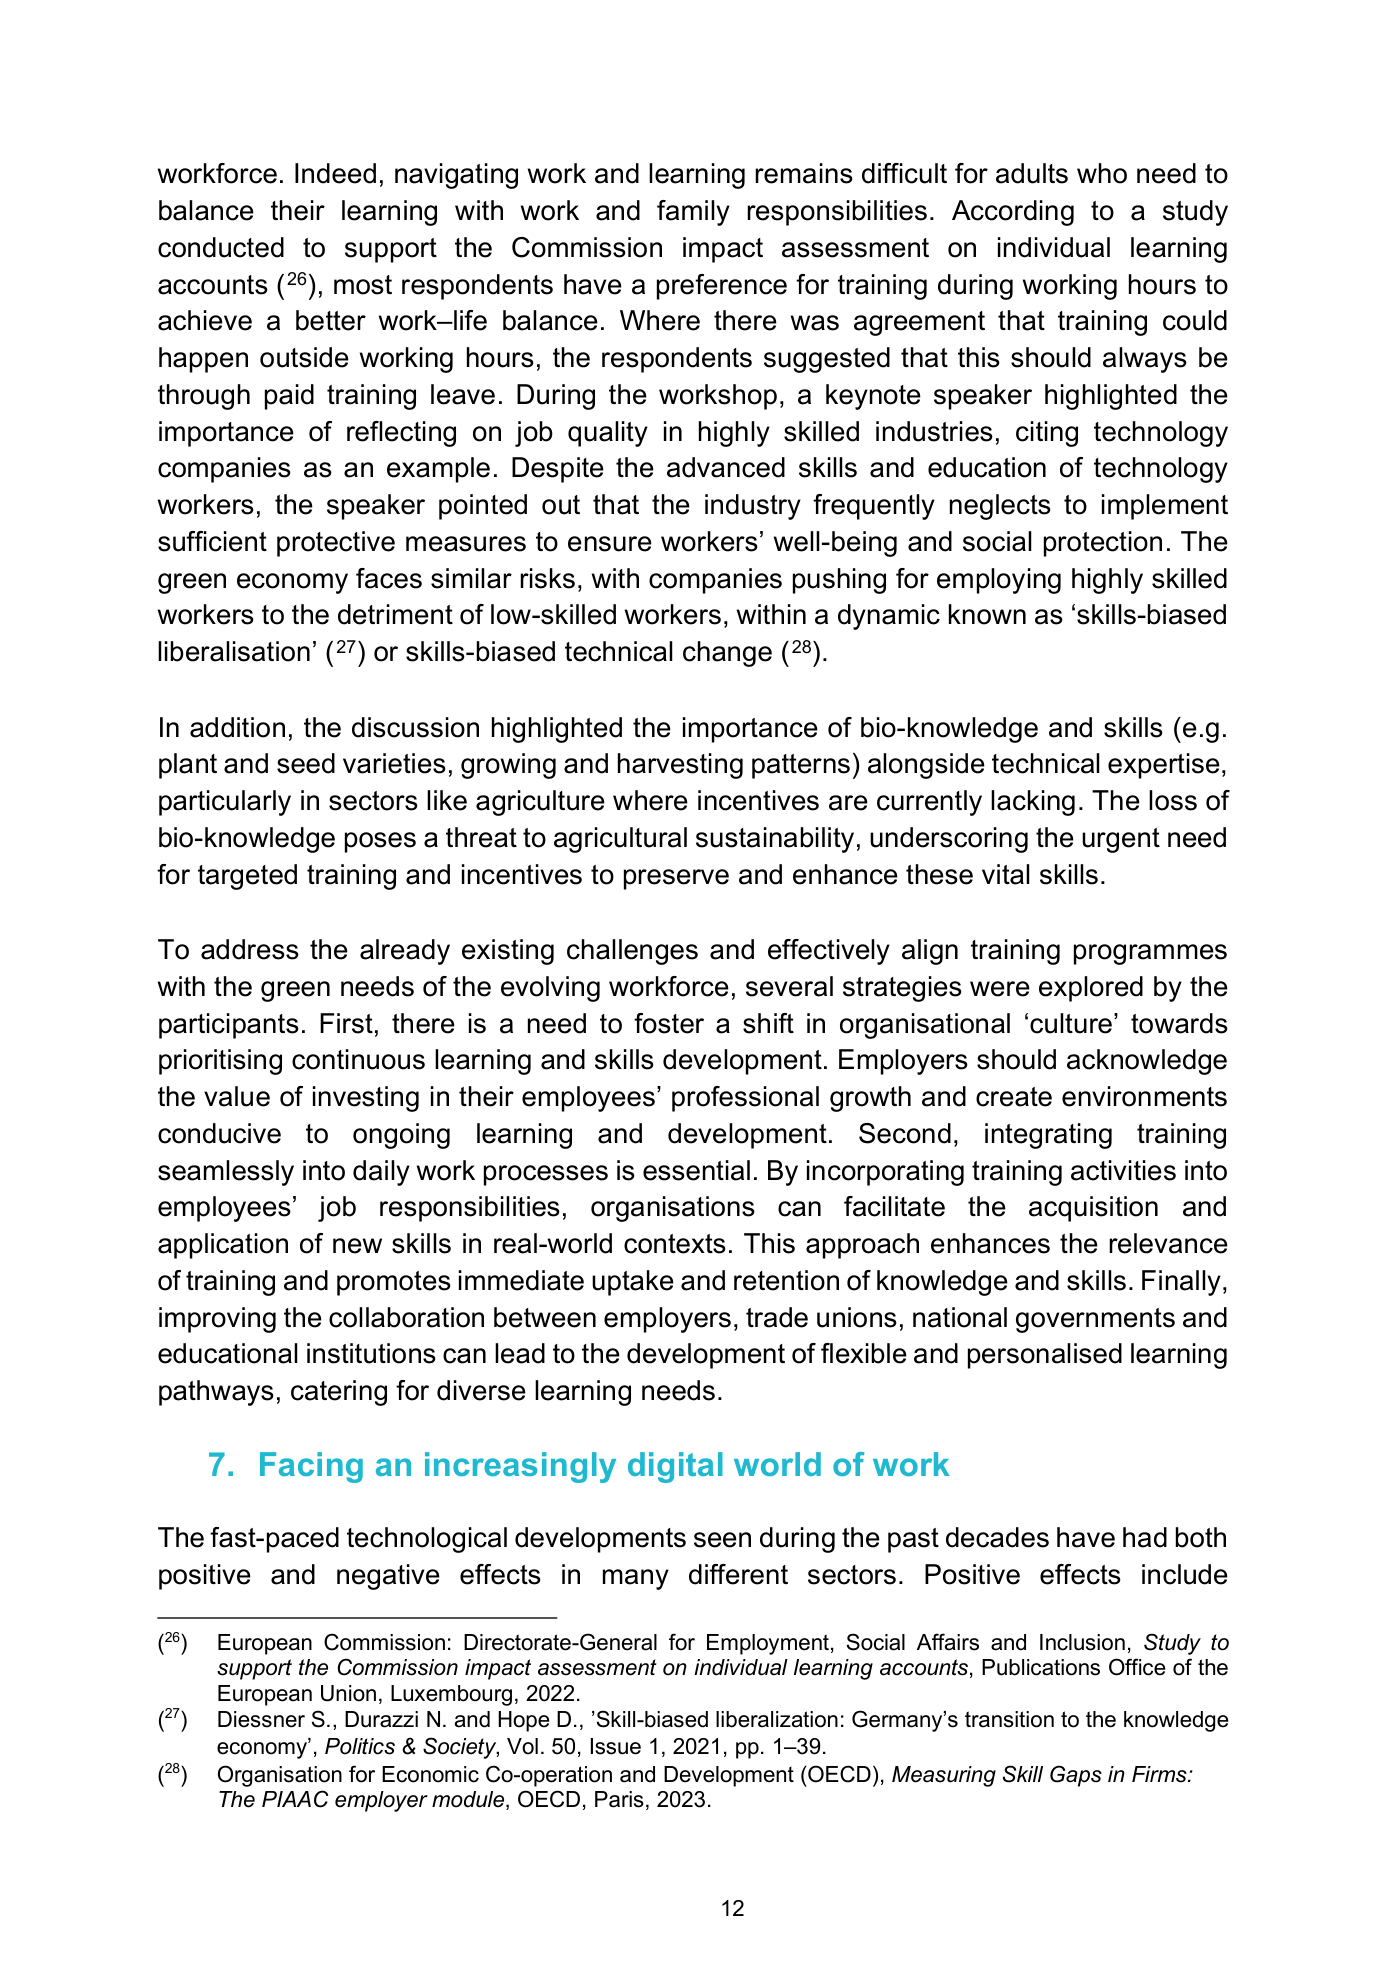 workforce. Indeed, navigating work and learning remains difficult for adults who need to
balance their learning with work and family responsibilities. According to a study
conducted to support the Commission impact assessment on individual learning
accounts (26), most respondents have a preference for training during working hours to
achieve a better work–life balance. Where there was agreement that training could
happen outside working hours, the respondents suggested that this should always be
through paid training leave. During the workshop, a keynote speaker highlighted the
importance of reflecting on job quality in highly skilled industries, citing technology
companies as an example. Despite the advanced skills and education of technology
workers, the speaker pointed out that the industry frequently neglects to implement
sufficient protective measures to ensure workers’ well-being and social protection. The
green economy faces similar risks, with companies pushing for employing highly skilled
workers to the detriment of low-skilled workers, within a dynamic known as ‘skills-biased
liberalisation’ (27) or skills-biased technical change (28).
In addition, the discussion highlighted the importance of bio-knowledge and skills (e.g.
plant and seed varieties, growing and harvesting patterns) alongside technical expertise,
particularly in sectors like agriculture where incentives are currently lacking. The loss of
bio-knowledge poses a threat to agricultural sustainability, underscoring the urgent need
for targeted training and incentives to preserve and enhance these vital skills.
To address the already existing challenges and effectively align training programmes
with the green needs of the evolving workforce, several strategies were explored by the
participants. First, there is a need to foster a shift in organisational ‘culture’ towards
prioritising continuous learning and skills development. Employers should acknowledge
the value of investing in their employees’ professional growth and create environments
conducive to ongoing learning and development. Second, integrating training
seamlessly into daily work processes is essential. By incorporating training activities into
employees’ job responsibilities, organisations can facilitate the acquisition and
application of new skills in real-world contexts. This approach enhances the relevance
of training and promotes immediate uptake and retention of knowledge and skills. Finally,
improving the collaboration between employers, trade unions, national governments and
educational institutions can lead to the development of flexible and personalised learning
pathways, catering for diverse learning needs.
7. Facing an increasingly digital world of work
The fast-paced technological developments seen during the past decades have had both
positive and negative effects in many different sectors. Positive effects include
(26) European Commission: Directorate-General for Employment, Social Affairs and Inclusion, Study to
support the Commission impact assessment on individual learning accounts, Publications Office of the
European Union, Luxembourg, 2022.
(27) Diessner S., Durazzi N. and Hope D., ’Skill-biased liberalization: Germany’s transition to the knowledge
economy’, Politics & Society, Vol. 50, Issue 1, 2021, pp. 1–39.
(28) Organisation for Economic Co-operation and Development (OECD), Measuring Skill Gaps in Firms:
The PIAAC employer module, OECD, Paris, 2023.
12